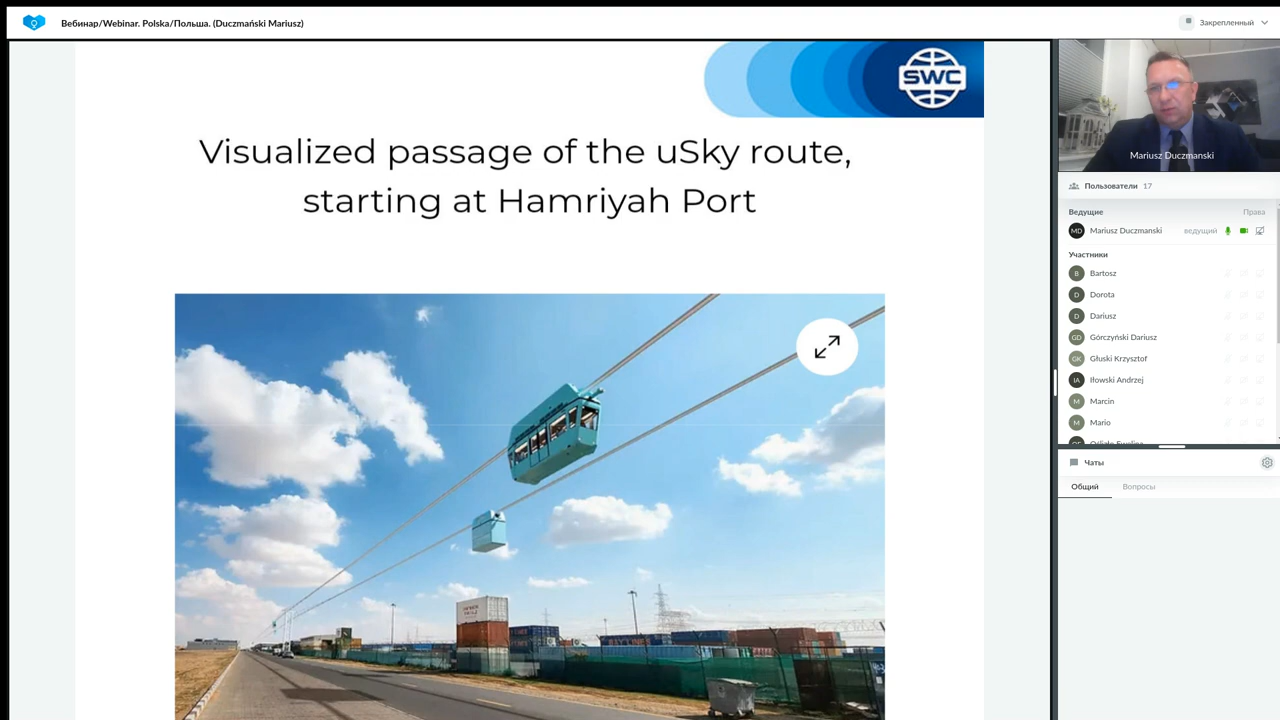 Вебинар/Webinar. Polska/Польша. (Duczmański Mariusz)
Закрепленный
SWC
Visualized passage of the uSky route,
starting at Hamriyah Port
Mariusz Duczmanski
Пользователи 17
Ведущие Права
MD Mariusz Duczmanski ведущий
Участники
B Bartosz
D Dorota
D Dariusz
GD Górczyński Dariusz
GK Głuski Krzysztof
IA Iłowski Andrzej
M Marcin
M Mario
Чаты
Общий Вопросы